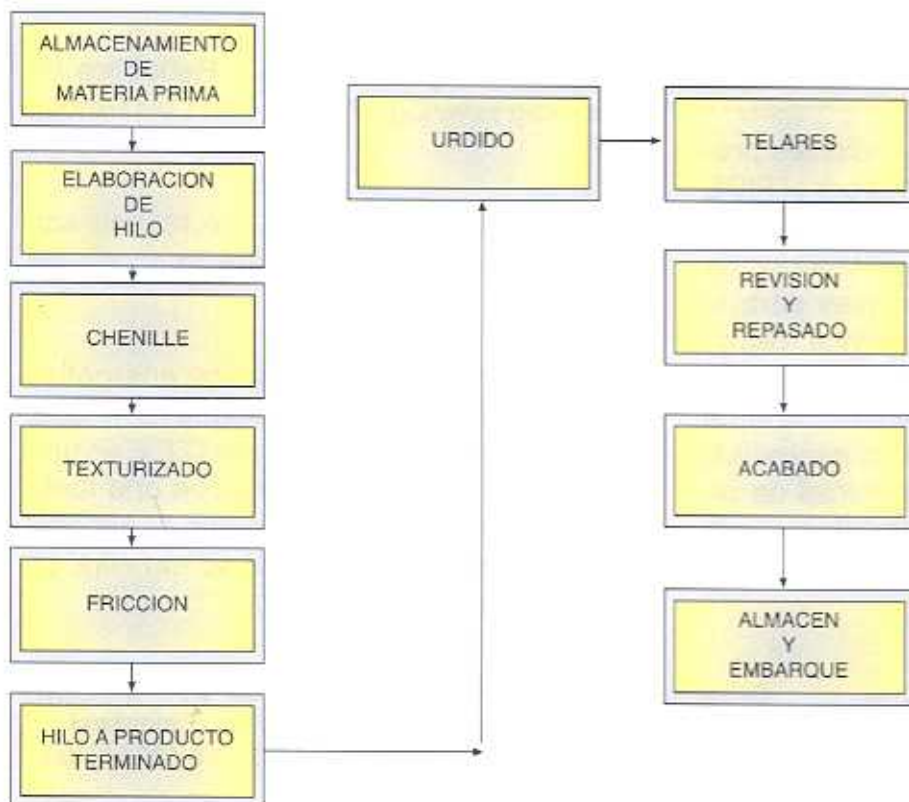 ALMACENAMIENTO
DE
MATERIA PRIMA
ELABORACION
DE
HILO
CHENILLE
TEXTURIZADO
FRICCION
HILO A PRODUCTO
TERMINADO
URDIDO
TELARES
REVISION
Y
REPASADO
ACABADO
ALMACEN
Y
EMBARQUE